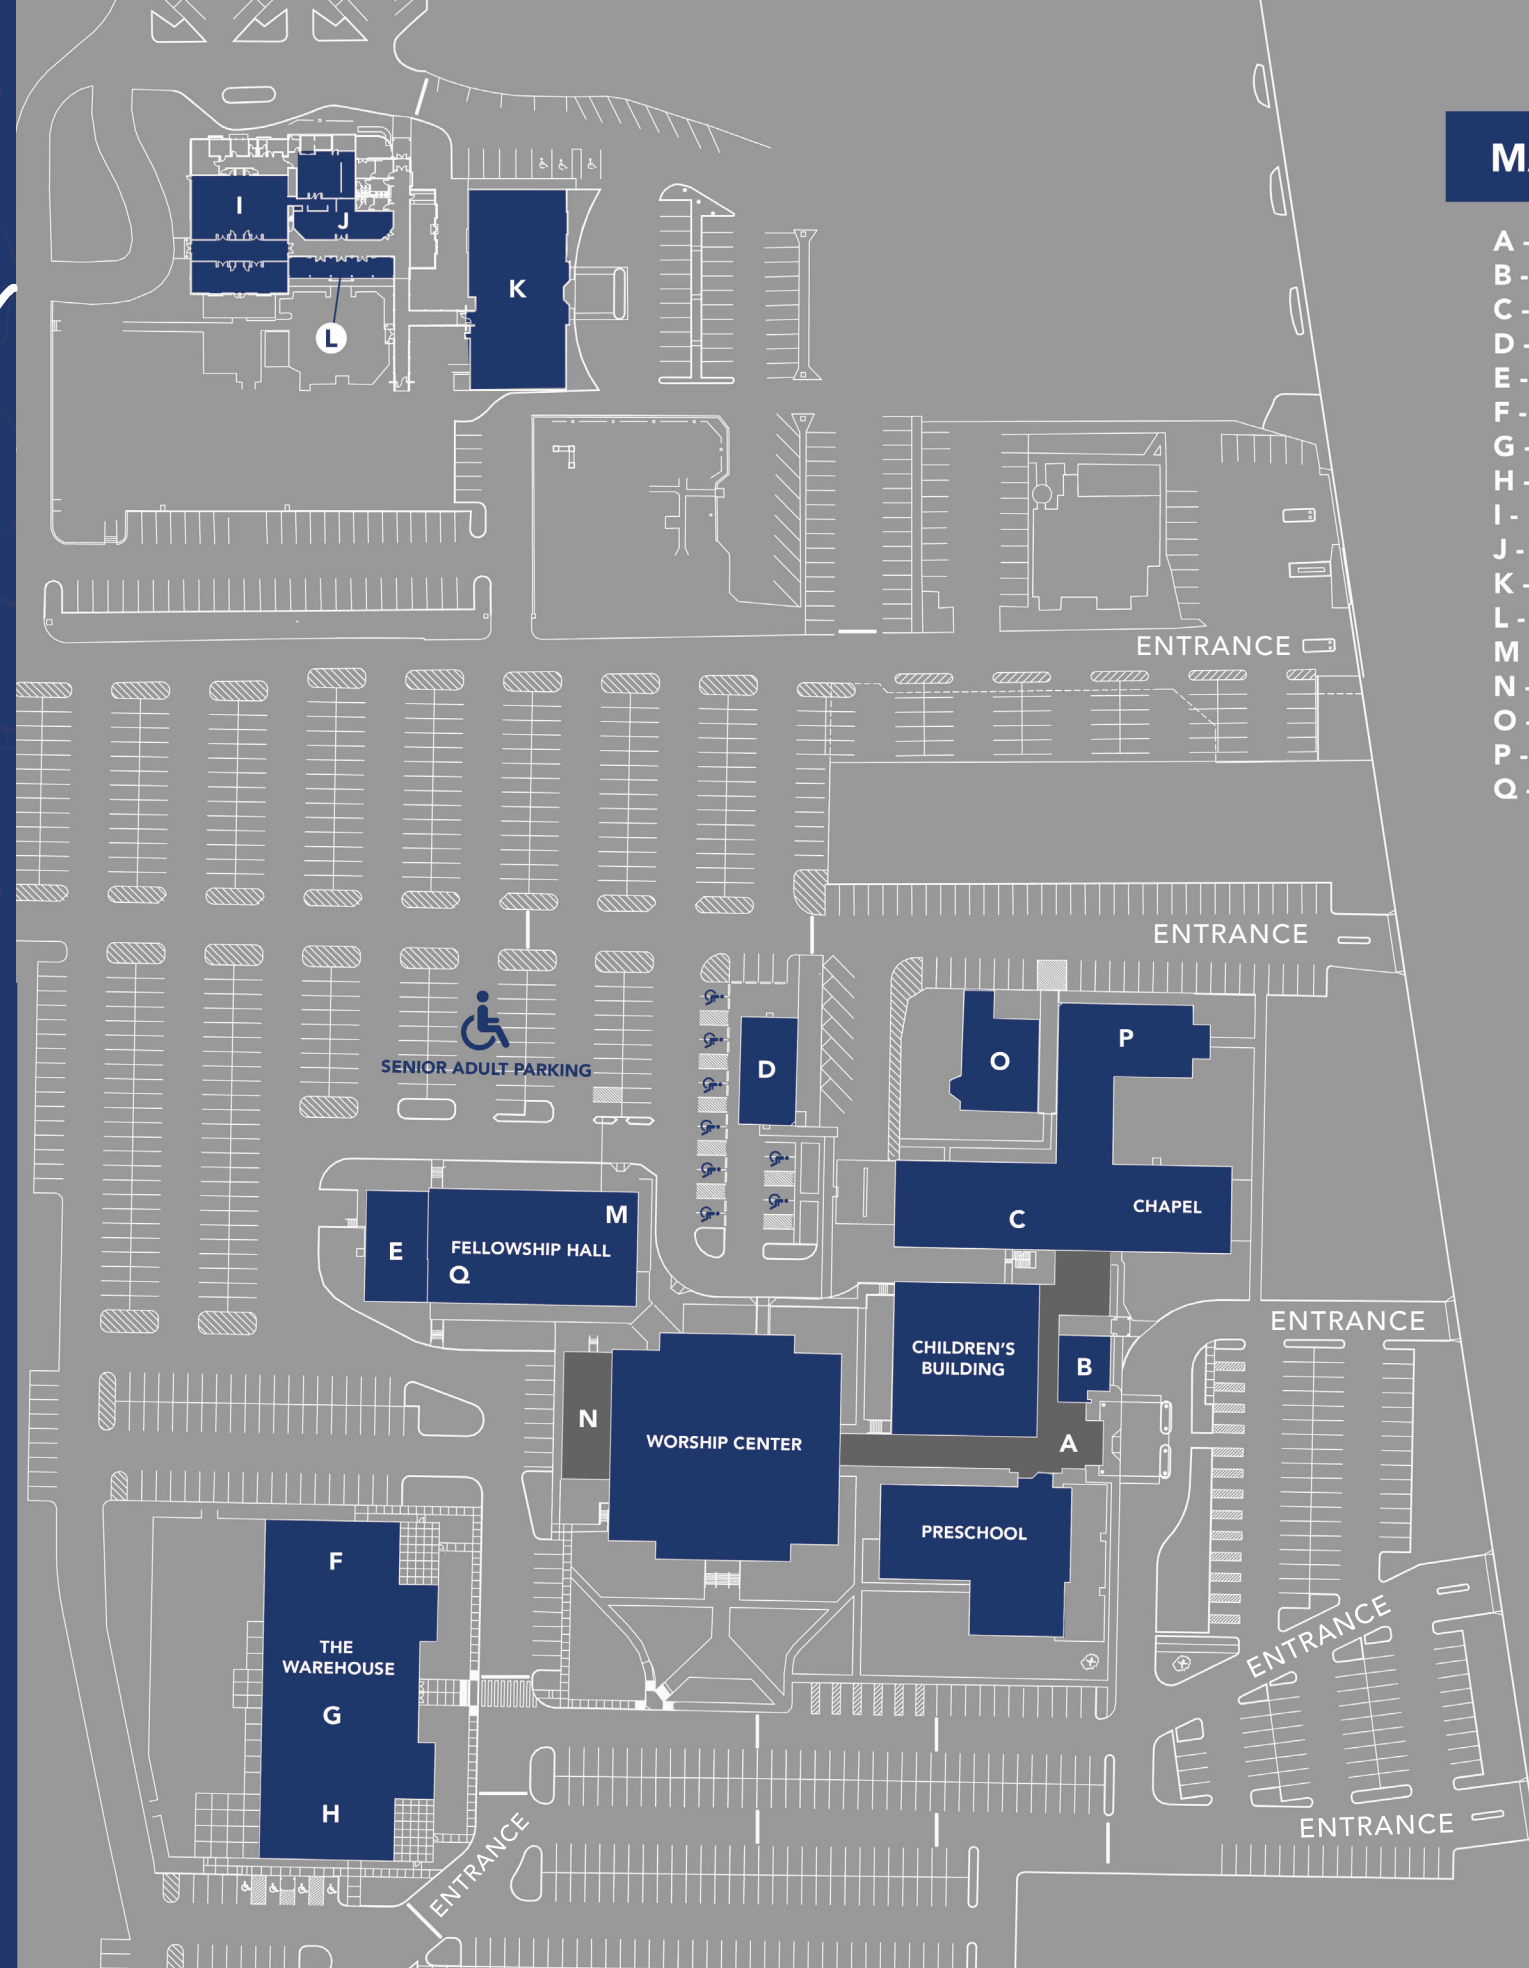 M
A -
B -
C -
D -
E -
F -
G -
H -
I -
J -
K -
L -
M
N -
O -
P -
Q -
I
J
K
L
ENTRANCE
ENTRANCE
SENIOR ADULT PARKING
D
O
P
C
CHAPEL
M
E
FELLOWSHIP HALL
Q
ENTRANCE
CHILDREN'S
BUILDING
B
N
WORSHIP CENTER
A
PRESCHOOL
F
THE
WAREHOUSE
G
H
ENTRANCE
ENTRANCE
ENTRANCE